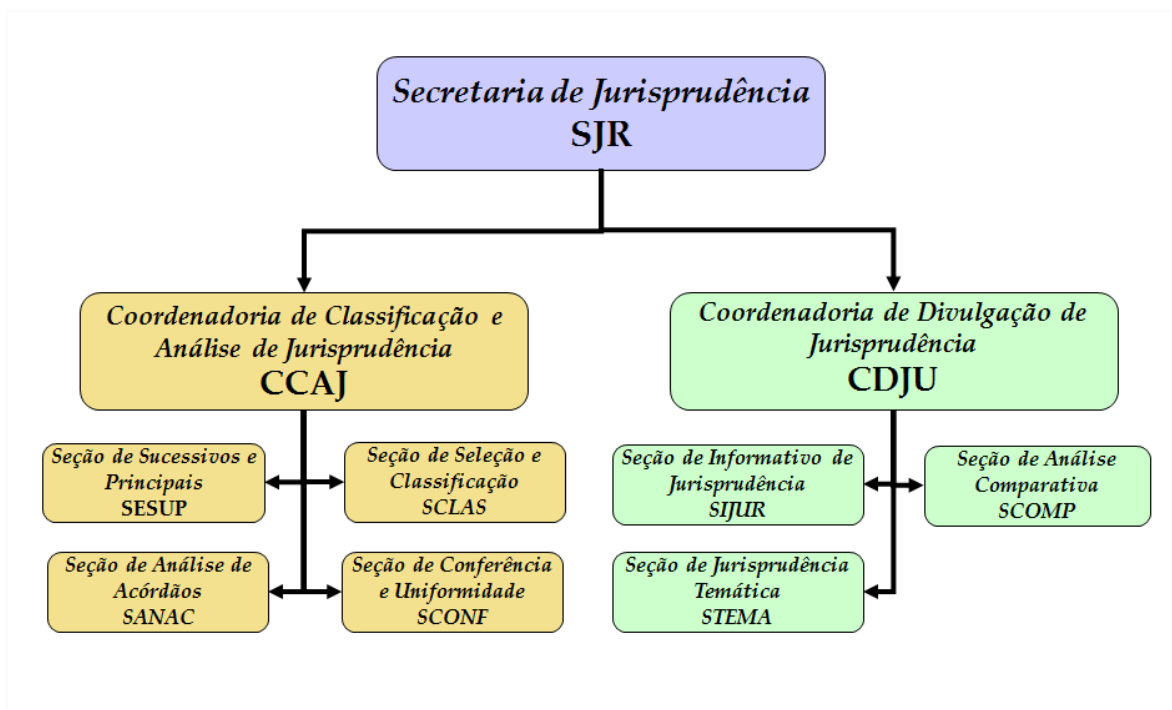 Secretaria de Jurisprudência
SJR
Coordenadoria de Classificação e
Análise de Jurisprudência
CCAJ
Coordenadoria de Divulgação de
Jurisprudência
CDJU
Seção de Sucessivos e
Principais
SESUP
Seção de Seleção e
Classificação
SCLAS
Seção de Informativo de
Jurisprudência
SIJUR
Seção de Análise
Comparativa
SCOMP
Seção de Análise de
Acórdãos
SANAC
Seção de Conferência
e Uniformidade
SCONF
Seção de Jurisprudência
Temática
STEMA